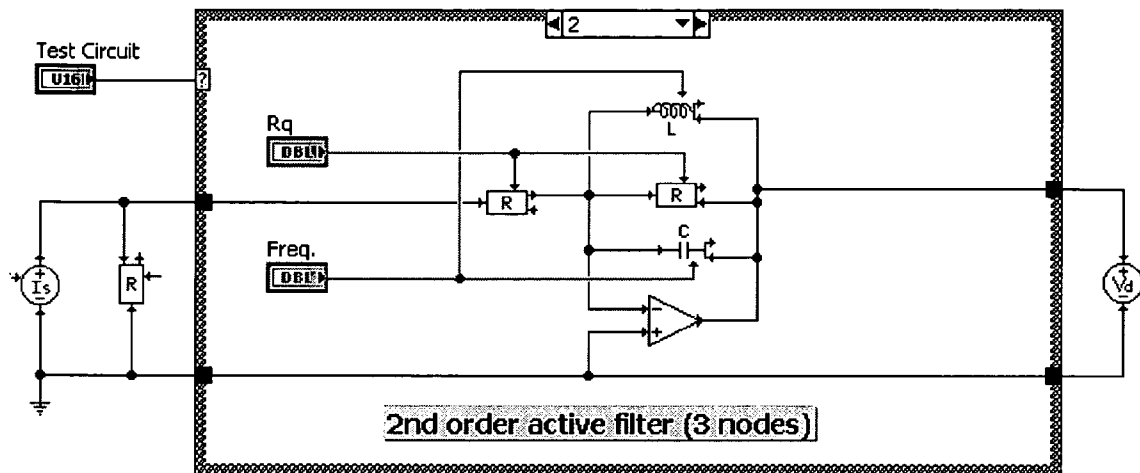 2
Test Circuit
U16
?
L
Rq
DBL
R
R
C
Freq.
DBL
+
Is
−
R
−
+
+
Vd
−
2nd order active filter (3 nodes)